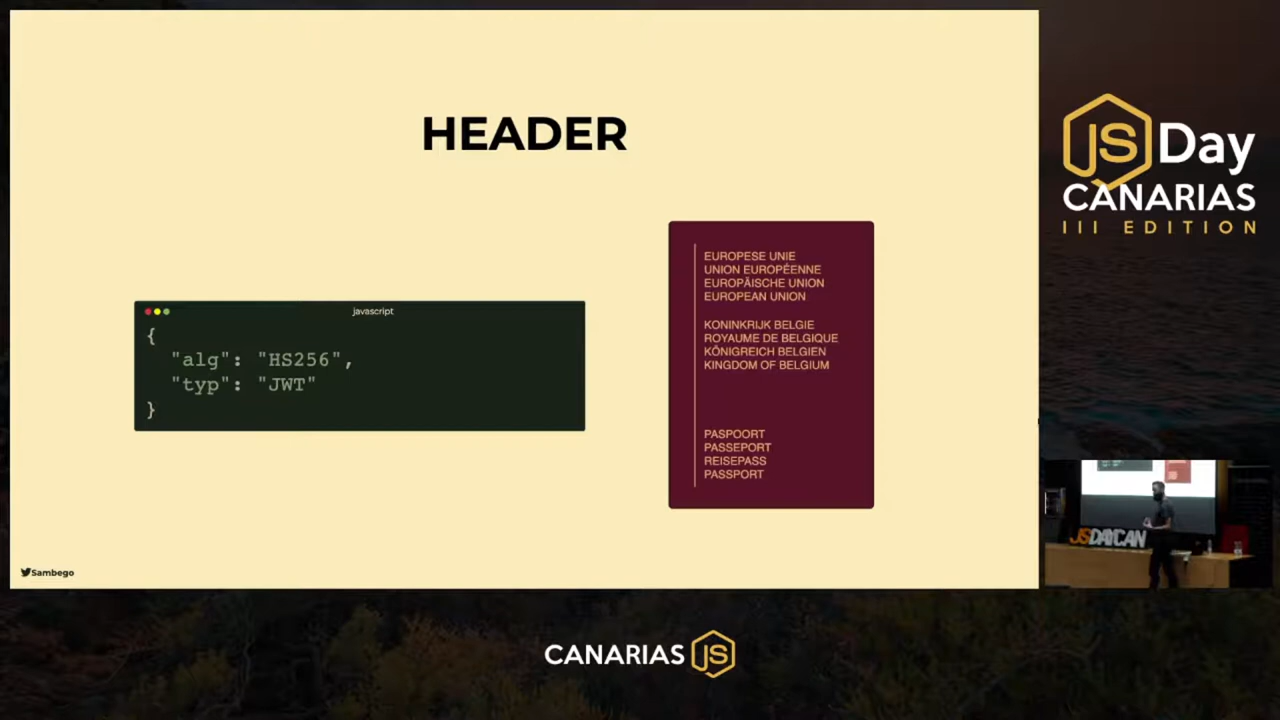 HEADER
javascript
{
"alg": "HS256",
"typ": "JWT"
}
EUROPESE UNIE
UNION EUROPÉENNE
EUROPÄISCHE UNION
EUROPEAN UNION
KONINKRIJK BELGIE
ROYAUME DE BELGIQUE
KÖNIGREICH BELGIEN
KINGDOM OF BELGIUM
PASPOORT
PASSEPORT
REISEPASS
PASSPORT
Sambego
JS Day
CANARIAS
III EDITION
JSDAYCAN
CANARIAS JS